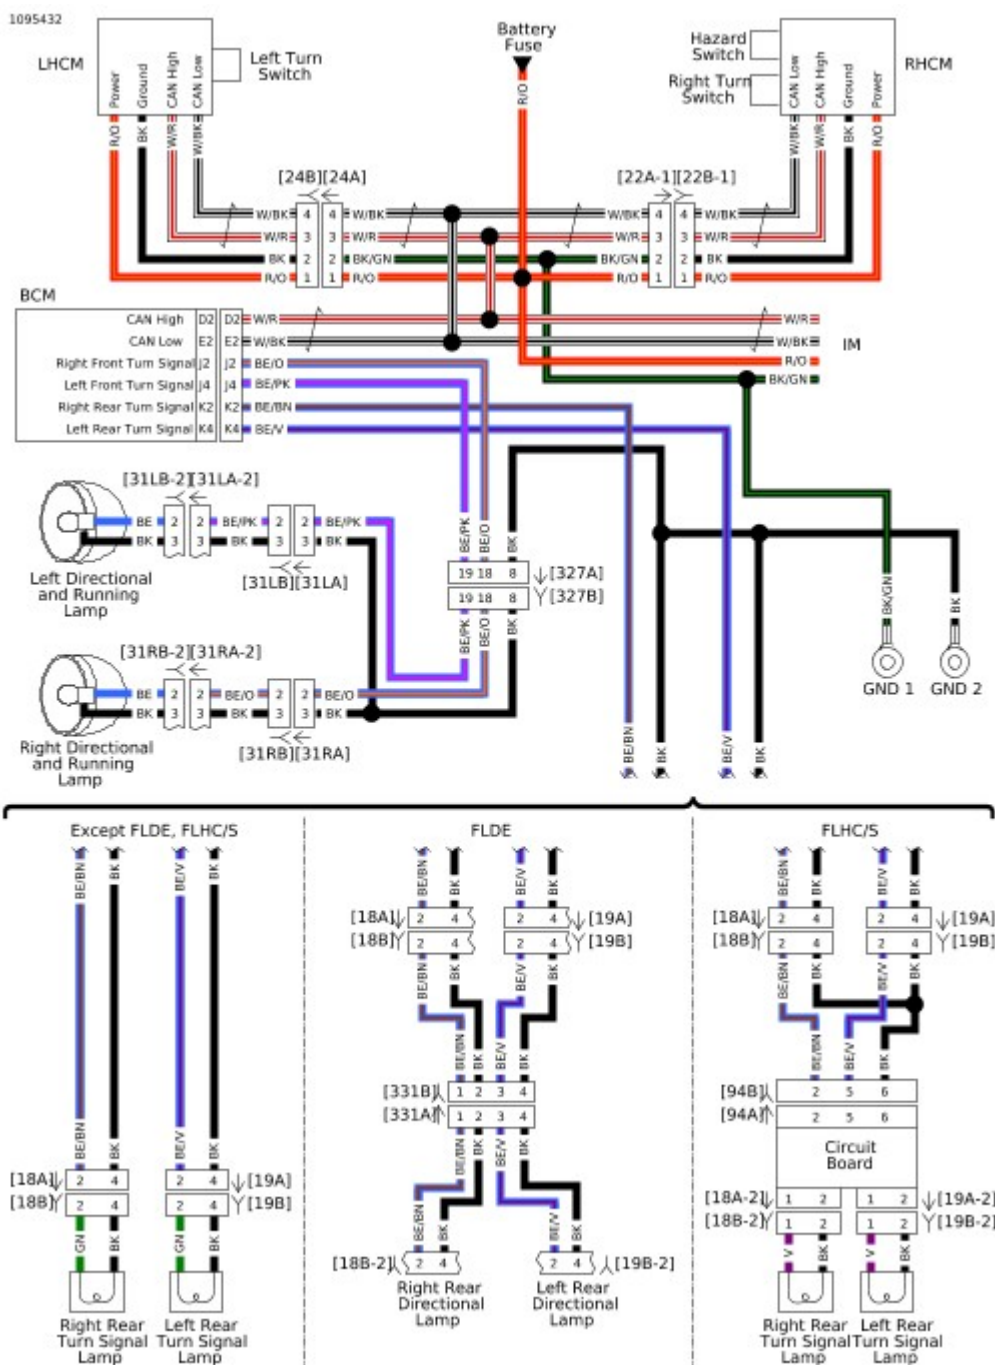 1095432
LHCM
Power
Ground
CAN High
CAN Low
Left Turn
Switch
Battery
Fuse
Hazard
Switch
Right Turn
Switch
CAN Low
CAN High
Ground
Power
RHCM
R/O
BK
W/R
W/BK
R/O
W/BK
W/R
BK
R/O
[24B][24A]
[22A-1][22B-1]
W/BK 4 4 W/BK W/BK 4 4 W/BK
W/R 3 3 W/R W/R 3 3 W/R
BK 2 2 BK/GN BK/GN 2 2 BK
R/O 1 1 R/O R/O 1 1 R/O
BCM
CAN High D2 D2 W/R W/R
CAN Low E2 E2 W/BK W/BK
IM
Right Front Turn Signal J2 J2 BE/O R/O
Left Front Turn Signal J4 J4 BE/PK BK/GN
Right Rear Turn Signal K2 K2 BE/BN
Left Rear Turn Signal K4 K4 BE/V
[31LB-2][31LA-2]
BE 2 2 BE/PK 2 2 BE/PK
BK 3 3 BK 3 3 BK
[31LB][31LA]
Left Directional
and Running
Lamp
BE/PK
BE/O
BK
19 18 8 [327A]
19 18 8 [327B]
BE/PK
BE/O
BK
BK/GN
BK
GND 1
GND 2
[31RB-2][31RA-2]
BE 2 2 BE/O 2 2 BE/O
BK 3 3 BK 3 3 BK
[31RB][31RA]
Right Directional
and Running
Lamp
BE/BN
BK
BE/V
BK
Except FLDE, FLHC/S
BE/BN
BK
BE/V
BK
BE/BN
BK
BE/V
BK
[18A] 2 4 2 4 [19A]
[18B] 2 4 2 4 [19B]
GN
BK
GN
BK
Right Rear
Turn Signal
Lamp
Left Rear
Turn Signal
Lamp
FLDE
BE/BN
BK
BE/V
BK
[18A] 2 4 2 4 [19A]
[18B] 2 4 2 4 [19B]
BE/BN
BK
BE/V
BK
BE/BN
BK
BE/V
BK
[331B] 1 2 3 4
[331A] 1 2 3 4
BE/BN
BK
BE/V
BK
BE/BN
BK
BE/V
BK
[18B-2] 2 4 2 4 [19B-2]
Right Rear
Directional
Lamp
Left Rear
Directional
Lamp
FLHC/S
BE/BN
BK
BE/V
BK
[18A] 2 4 2 4 [19A]
[18B] 2 4 2 4 [19B]
BE/BN
BK
BE/V
BK
BE/BN
BE/V
BK
[94B] 2 5 6
[94A] 2 5 6
Circuit
Board
[18A-2] 1 2 1 2 [19A-2]
[18B-2] 1 2 1 2 [19B-2]
V
BK
V
BK
Right Rear
Turn Signal
Lamp
Left Rear
Turn Signal
Lamp